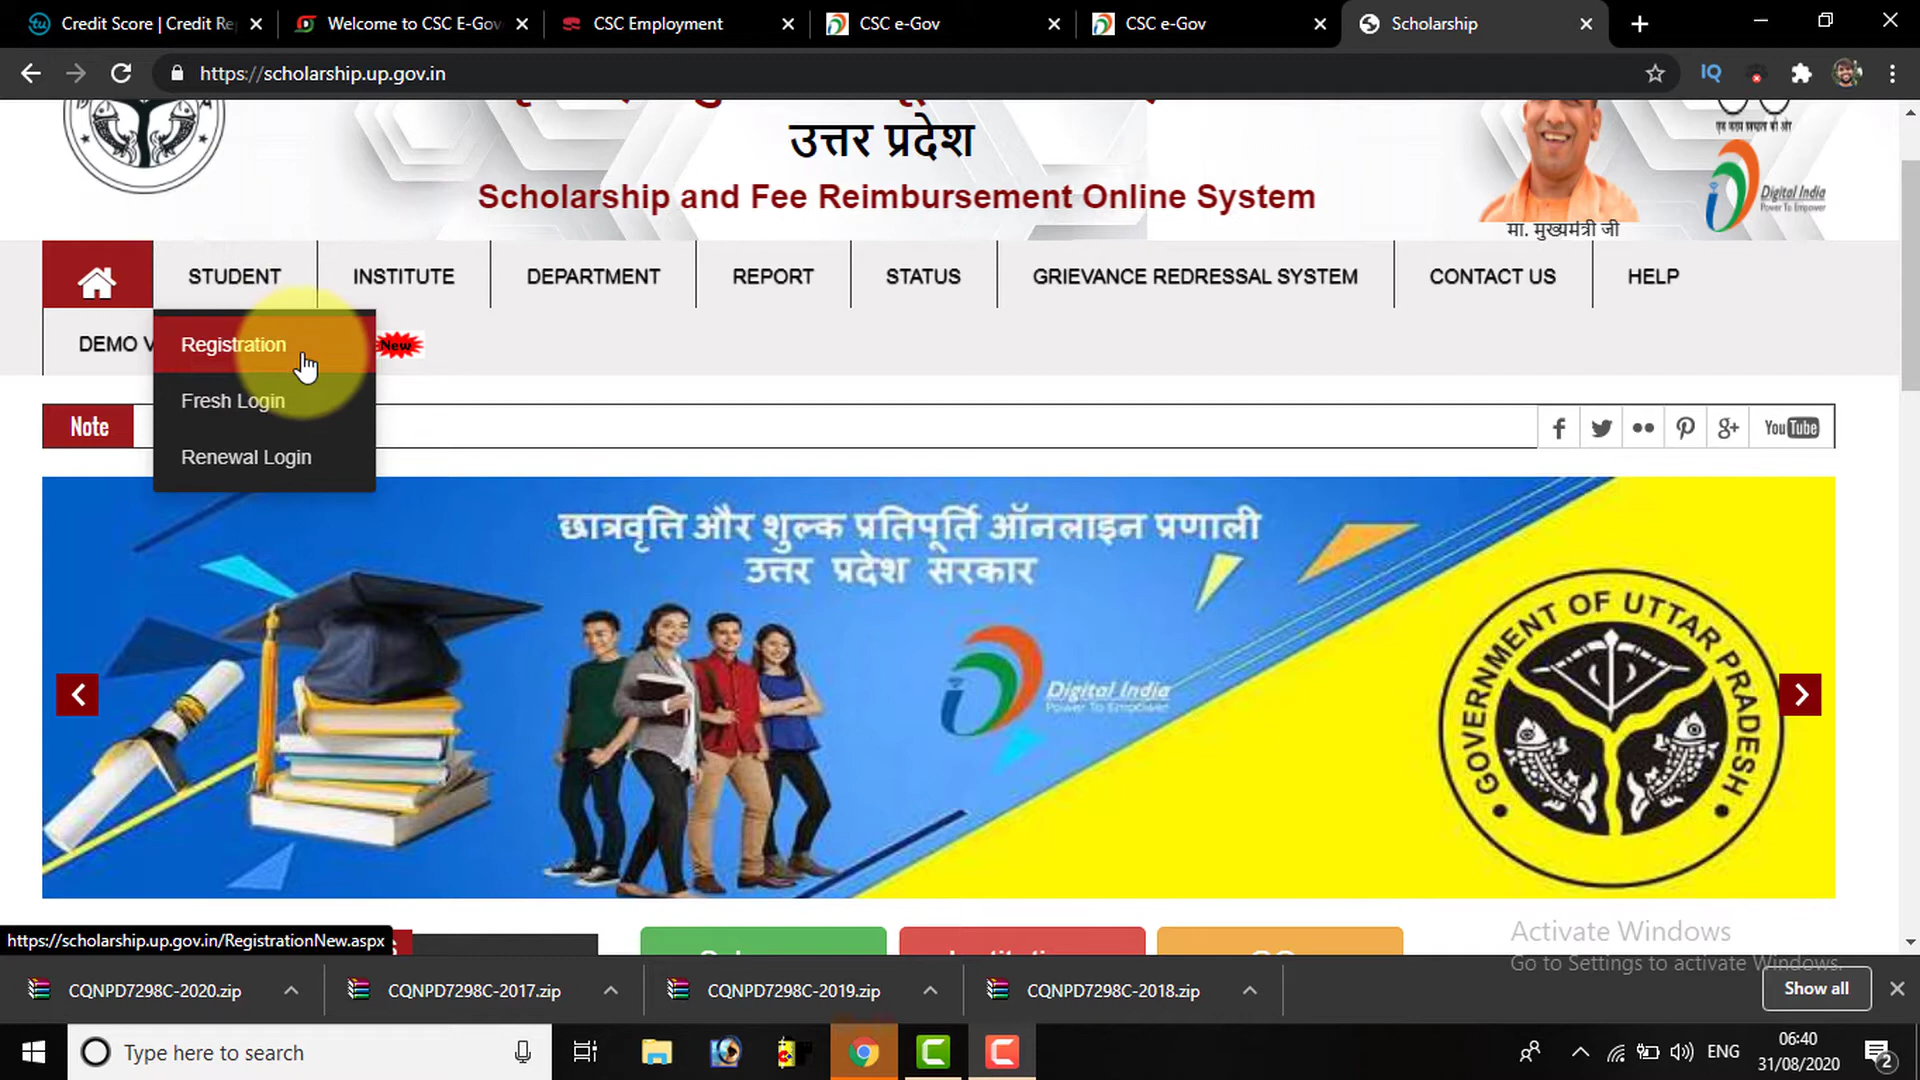 Credit Score | Credit Re
Welcome to CSC E-Gov
CSC Employment
CSC e-Gov
CSC e-Gov
Scholarship
https://scholarship.up.gov.in
IQ
उत्तर प्रदेश
Scholarship and Fee Reimbursement Online System
मा. मुख्यमंत्री जी
Digital India
Power To Empower
STUDENT
INSTITUTE
DEPARTMENT
REPORT
STATUS
GRIEVANCE REDRESSAL SYSTEM
CONTACT US
HELP
DEMO V
Registration
New
Fresh Login
Renewal Login
Note
f
g+
YouTube
छात्रवृत्ति और शुल्क प्रतिपूर्ति ऑनलाइन प्रणाली
उत्तर प्रदेश सरकार
Digital India
Power To Empower
GOVERNMENT OF UTTAR PRADESH
Activate Windows
Go to Settings to activate Windows.
https://scholarship.up.gov.in/RegistrationNew.aspx
CQNPD7298C-2020.zip
CQNPD7298C-2017.zip
CQNPD7298C-2019.zip
CQNPD7298C-2018.zip
Show all
Type here to search
ENG
06:40
31/08/2020
2